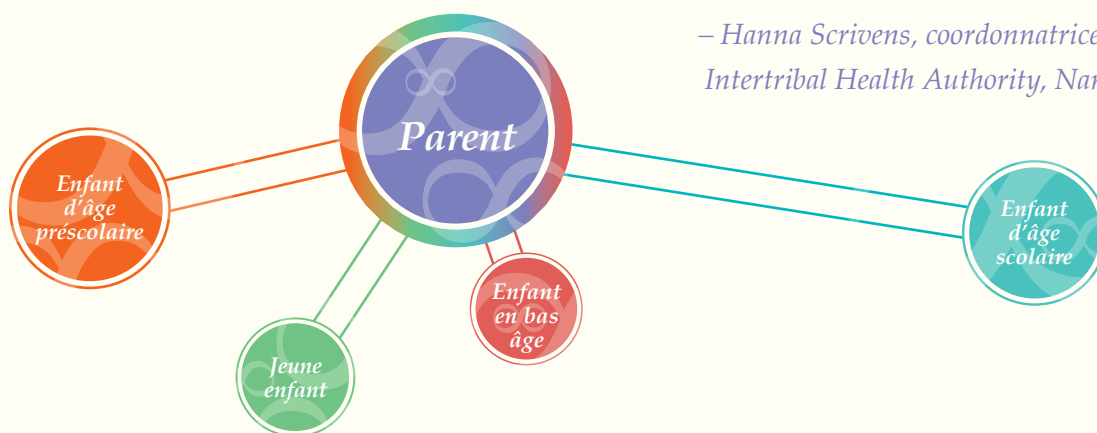 – Hanna Scrivens, coordonnatrice
Intertribal Health Authority,
Parent
Enfant
d'âge
préscolaire
Enfant
d'âge
scolaire
Enfant
en bas
âge
Jeune
enfant